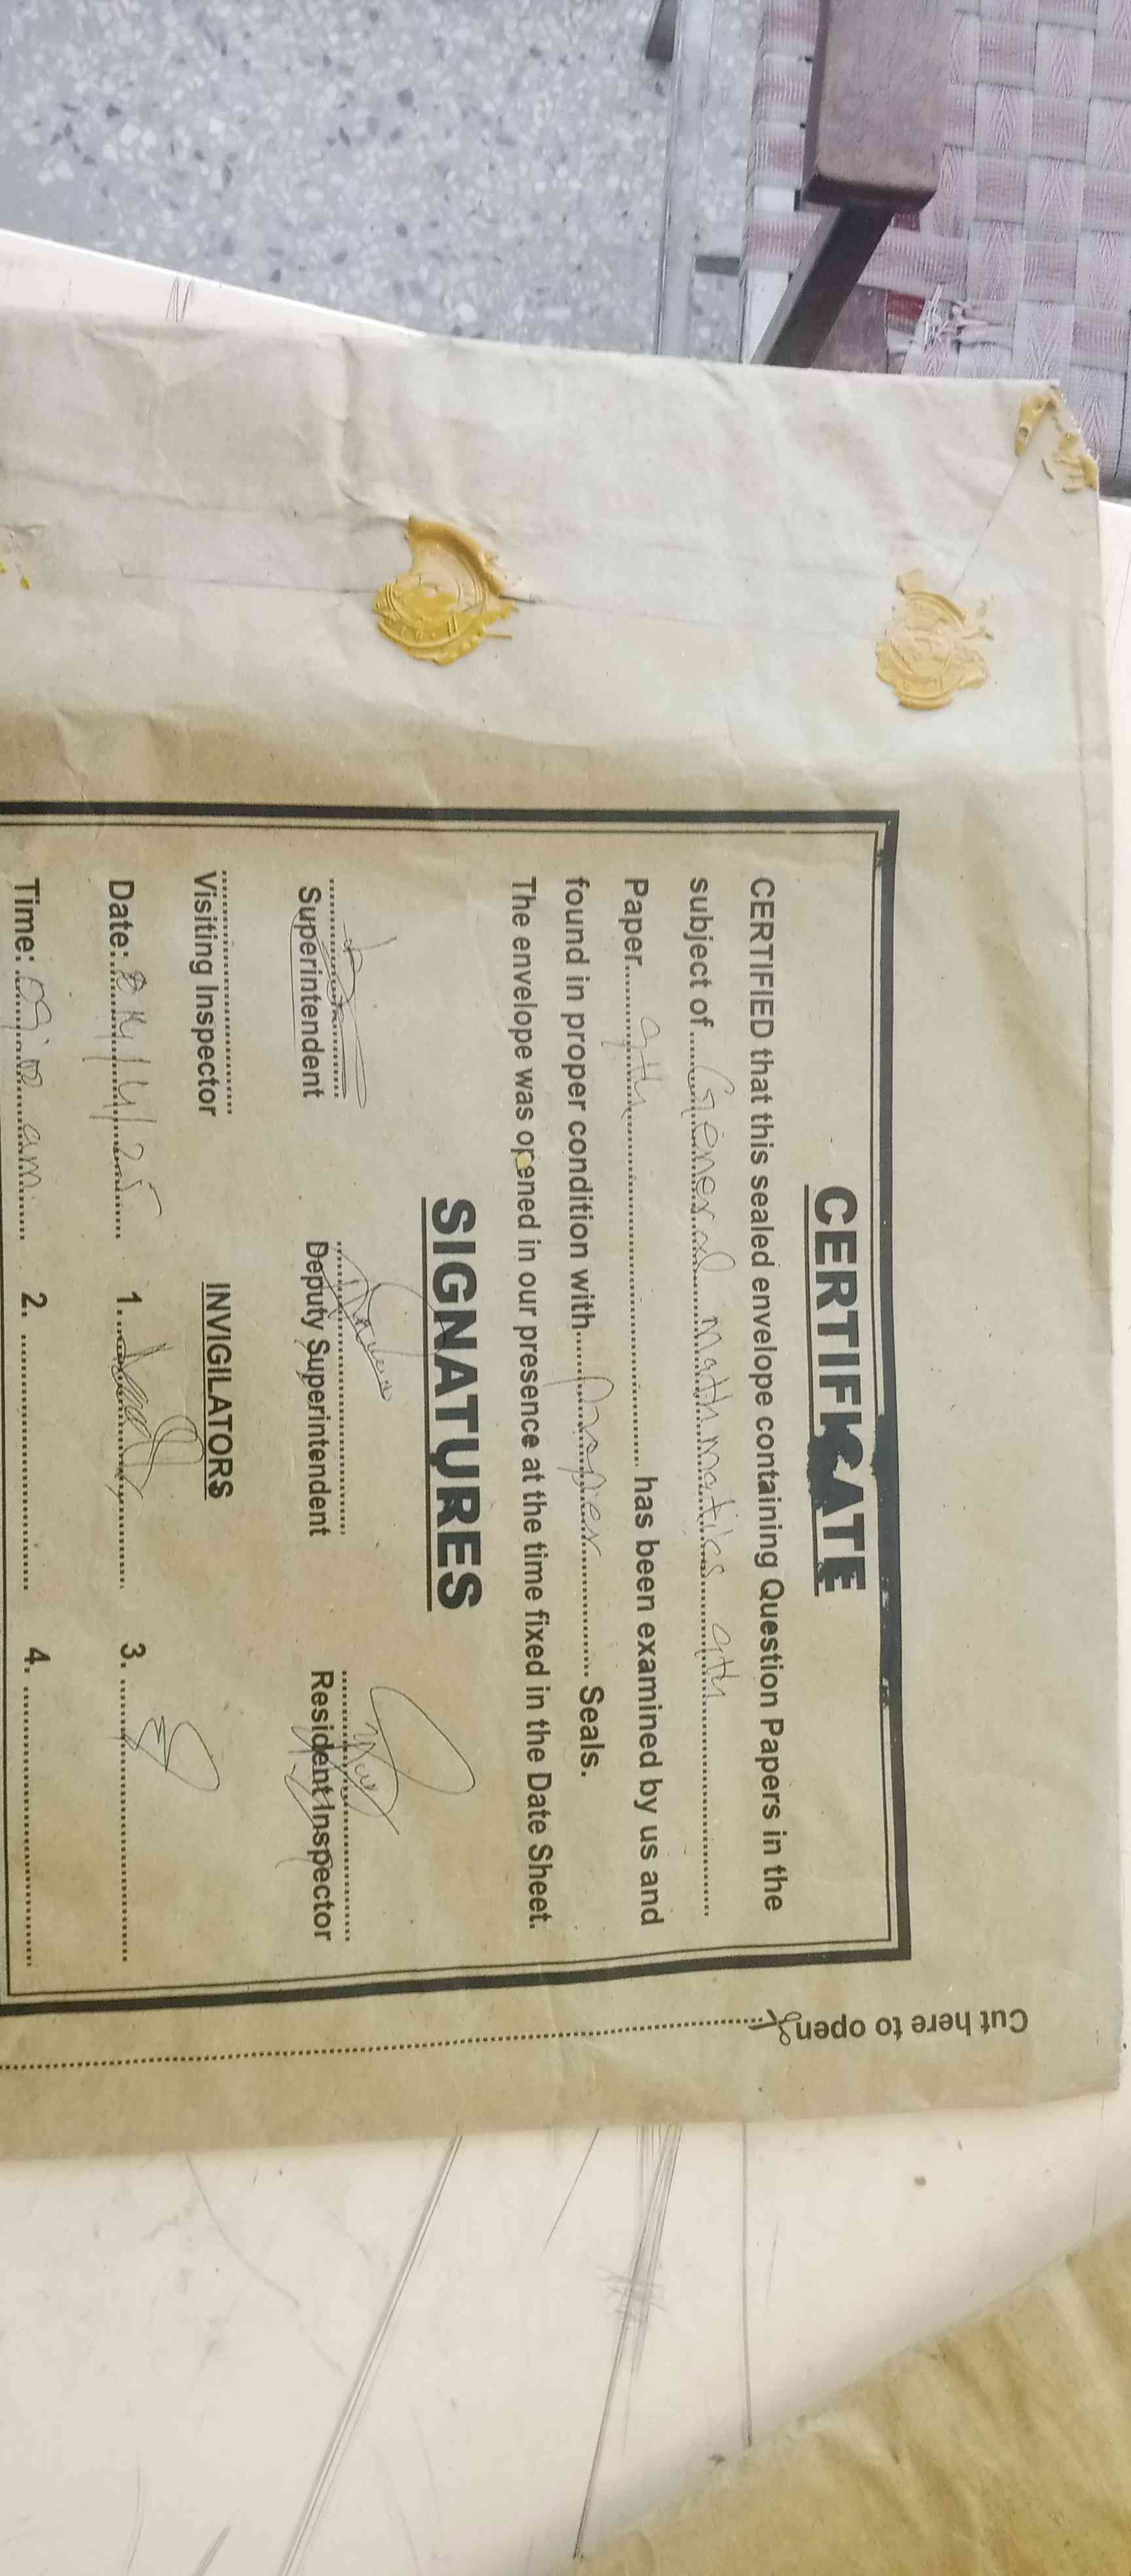 CERTIFICATE
CERTIFIED that this sealed envelope containing Question Papers in the
subject of General mathmatics 9th
Paper 9th has been examined by us and
found in proper condition with proper Seals.
The envelope was opened in our presence at the time fixed in the Date Sheet.
SIGNATURES
Superintendent Deputy Superintendent Resident Inspector
Visiting Inspector INVIGILATORS
Date: 1. 3.
Time: am 2. 4.
Cut here to open